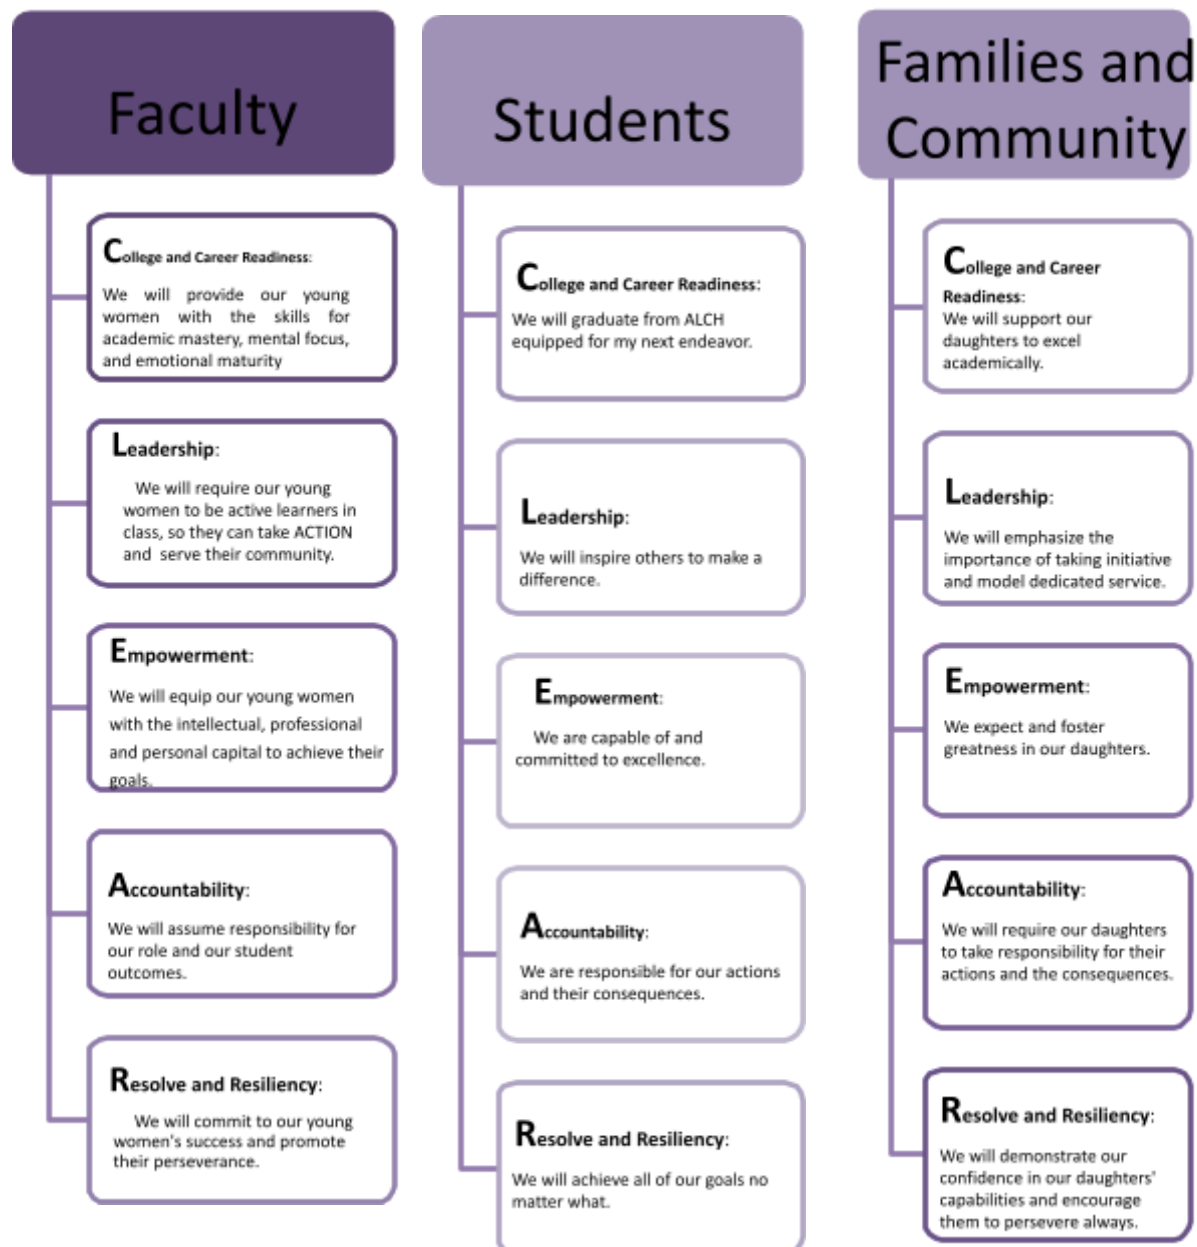 Faculty
College and Career Readiness:
We will provide our young
women with the skills for
academic mastery, mental focus,
and emotional maturity
Leadership:
We will require our young
women to be active learners in
class, so they can take ACTION
and serve their community.
Empowerment:
We will equip our young women
with the intellectual, professional
and personal capital to achieve their
goals.
Accountability:
We will assume responsibility for
our role and our student
outcomes.
Resolve and Resiliency:
We will commit to our young
women's success and promote
their perseverance.
Students
College and Career Readiness:
We will graduate from ALCH
equipped for my next endeavor.
Leadership:
We will inspire others to make a
difference.
Empowerment:
We are capable of and
committed to excellence.
Accountability:
We are responsible for our actions
and their consequences.
Resolve and Resiliency:
We will achieve all of our goals no
matter what.
Families and
Community
College and Career
Readiness:
We will support our
daughters to excel
academically.
Leadership:
We will emphasize the
importance of taking initiative
and model dedicated service.
Empowerment:
We expect and foster
greatness in our daughters.
Accountability:
We will require our daughters
to take responsibility for their
actions and the consequences.
Resolve and Resiliency:
We will demonstrate our
confidence in our daughters'
capabilities and encourage
them to persevere always.